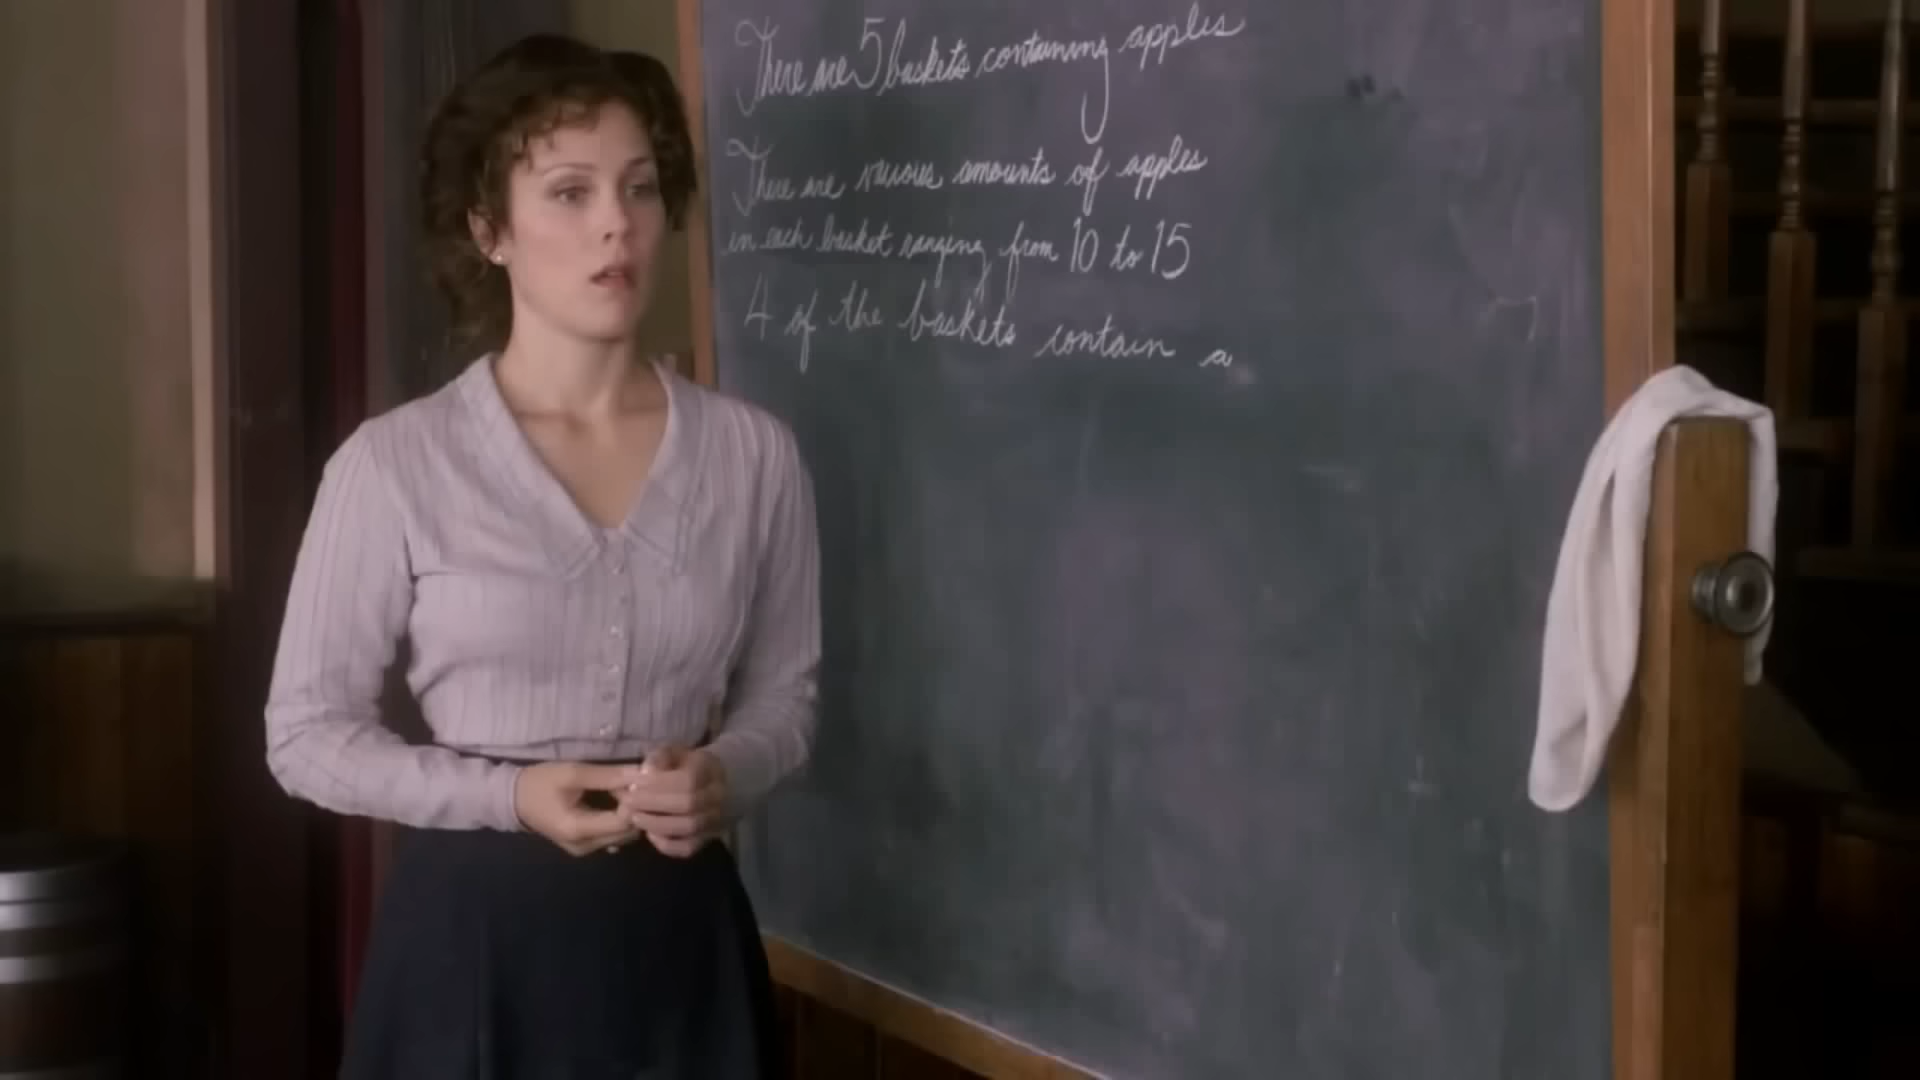 There are 5 baskets containing apples
There are various amounts of apples
in each basket ranging from 10 to 15
4 of the baskets contain a